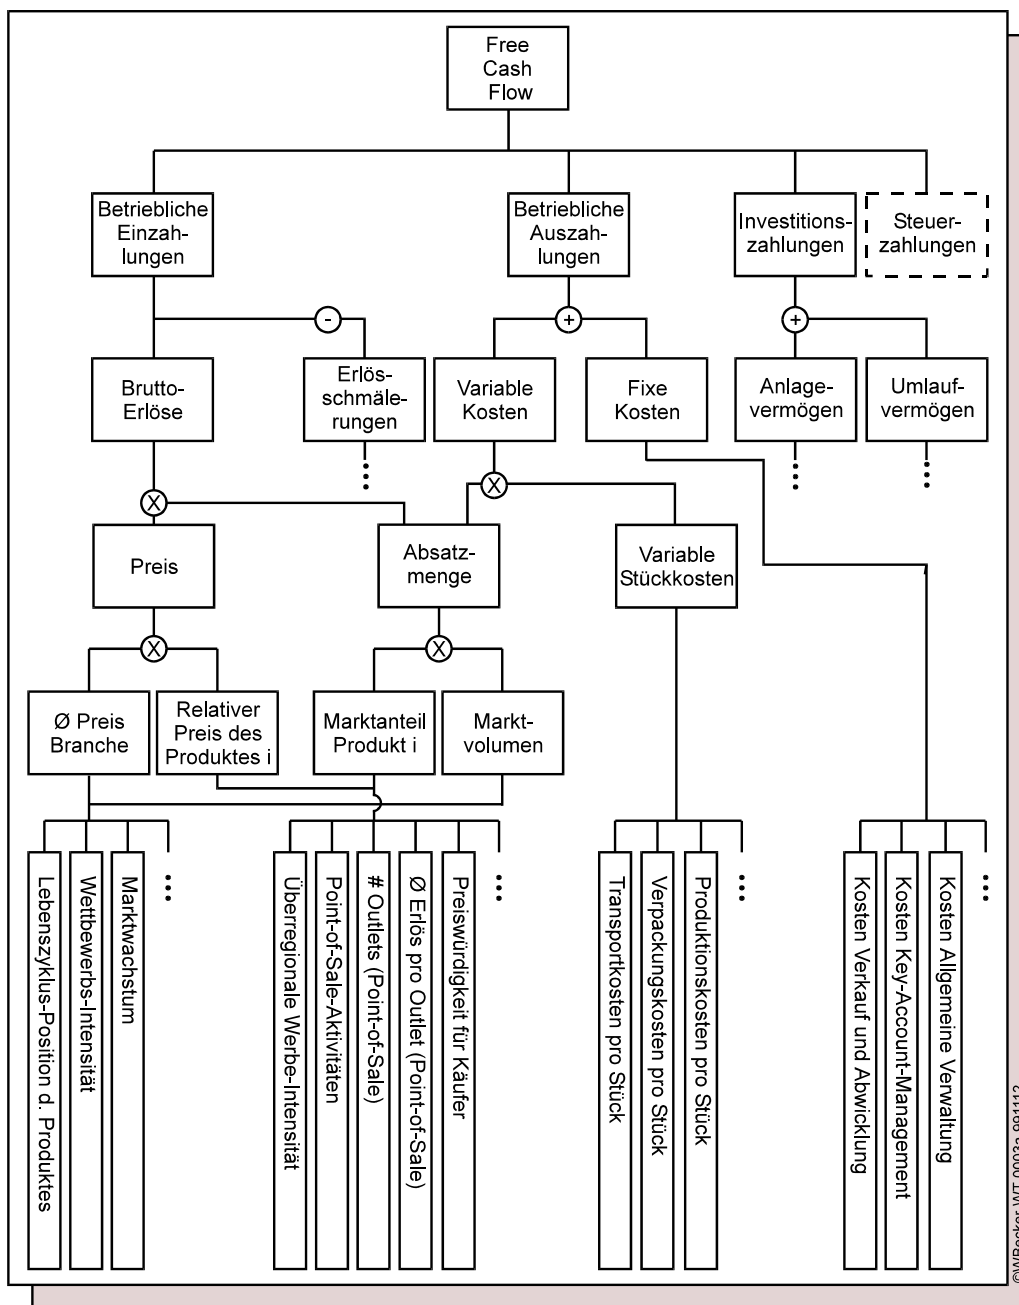 Free
Cash
Flow
Betriebliche
Einzah-
lungen
Betriebliche
Auszah-
lungen
Investitions-
zahlungen
Steuer-
zahlungen
-
+
+
Brutto-
Erlöse
Erlös-
schmäle-
rungen
Variable
Kosten
Fixe
Kosten
Anlage-
vermögen
Umlauf-
vermögen
X
X
Preis
Absatz-
menge
Variable
Stückkosten
X
X
Ø Preis
Branche
Relativer
Preis des
Produktes i
Marktanteil
Produkt i
Markt-
volumen
Lebenszyklus-Position d. Produktes
Wettbewerbs-Intensität
Marktwachstum
Überregionale Werbe-Intensität
Point-of-Sale-Aktivitäten
# Outlets (Point-of-Sale)
Ø Erlös pro Outlet (Point-of-Sale)
Preiswürdigkeit für Käufer
Transportkosten pro Stück
Verpackungskosten pro Stück
Produktionskosten pro Stück
Kosten Verkauf und Abwicklung
Kosten Key-Account-Management
Kosten Allgemeine Verwaltung